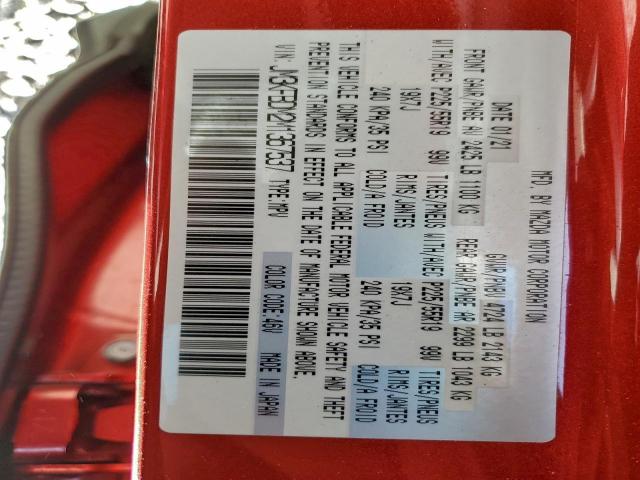 MFD. BY MAZDA MOTOR CORPORATION
DATE 01/21 GVWR/PNBV 4724 LB 2143 KG
FRONT GAWR/PBAE AV 2425 LB 1100 KG REAR GAWR/PBAE AR 2299 LB 1043 KG
WITH/AVEC P225/55R19 99V TIRES/PNEUS WITH/AVEC P225/55R19 99V TIRES/PNEUS
19X7J RIMS/JANTES 19X7J RIMS/JANTES
240 KPA/35 PSI COLD/A FROID 240 KPA/35 PSI COLD/A FROID
THIS VEHICLE CONFORMS TO ALL APPLICABLE FEDERAL MOTOR VEHICLE SAFETY AND THEFT
PREVENTION STANDARDS IN EFFECT ON THE DATE OF MANUFACTURE SHOWN ABOVE.
VIN: JM3KFBDY2M1357537 TYPE:MPV COLOR CODE:46V MADE IN JAPAN